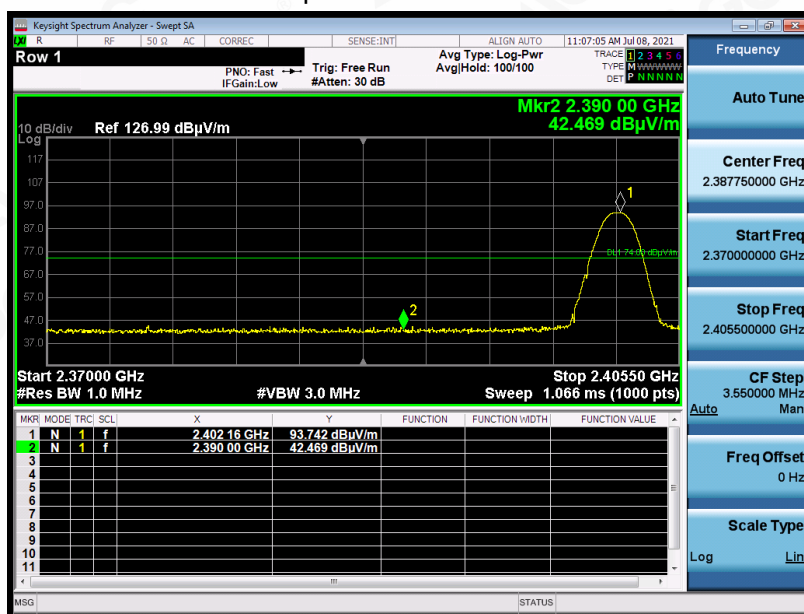 Keysight Spectrum Analyzer - Swept SA
LXI R RF 50 Ω AC CORREC SENSE:INT ALIGN AUTO 11:07:05 AM Jul 08, 2021
Row 1
PNO: Fast
IFGain:Low
Trig: Free Run
#Atten: 30 dB
Avg Type: Log-Pwr
Avg|Hold: 100/100
TRACE 1 2 3 4 5 6
TYPE M
DET P N N N N N
Mkr2 2.390 00 GHz
42.469 dBµV/m
10 dB/div Ref 126.99 dBµV/m
Log
117
107
97.0
87.0
77.0
67.0
57.0
47.0
37.0
1
DL1 74.00 dBµV/m
2
Start 2.37000 GHz Stop 2.40550 GHz
#Res BW 1.0 MHz #VBW 3.0 MHz Sweep 1.066 ms (1000 pts)
MKR MODE TRC SCL X Y FUNCTION FUNCTION WIDTH FUNCTION VALUE
1 N 1 f 2.402 16 GHz 93.742 dBµV/m
2 N 1 f 2.390 00 GHz 42.469 dBµV/m
3
4
5
6
7
8
9
10
11
MSG STATUS
Frequency
Auto Tune
Center Freq
2.387750000 GHz
Start Freq
2.370000000 GHz
Stop Freq
2.405500000 GHz
CF Step
3.550000 MHz
Auto Man
Freq Offset
0 Hz
Scale Type
Log Lin